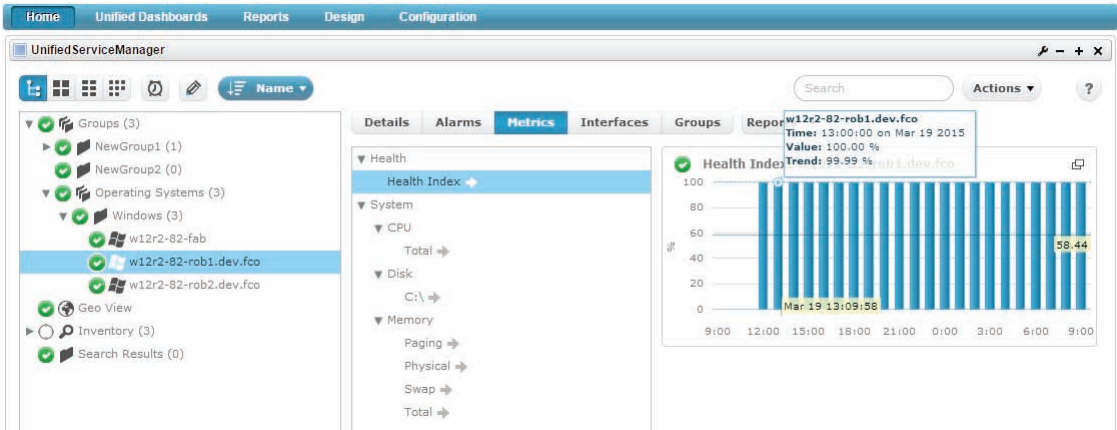 Home Unified Dashboards Reports Design Configuration
UnifiedServiceManager
Name
Search
Actions
?
Groups (3)
NewGroup1 (1)
NewGroup2 (0)
Operating Systems (3)
Windows (3)
w12r2-82-fab
w12r2-82-rob1.dev.fco
w12r2-82-rob2.dev.fco
Geo View
Inventory (3)
Search Results (0)
Details Alarms Metrics Interfaces Groups Repor
Health
Health Index
System
CPU
Total
Disk
C:\
Memory
Paging
Physical
Swap
Total
w12r2-82-rob1.dev.fco
Time: 13:00:00 on Mar 19 2015
Value: 100.00 %
Trend: 99.99 %
Health Index
100
80
60
40
20
0
%
58.44
Mar 19 13:09:58
9:00 12:00 15:00 18:00 21:00 0:00 3:00 6:00 9:00